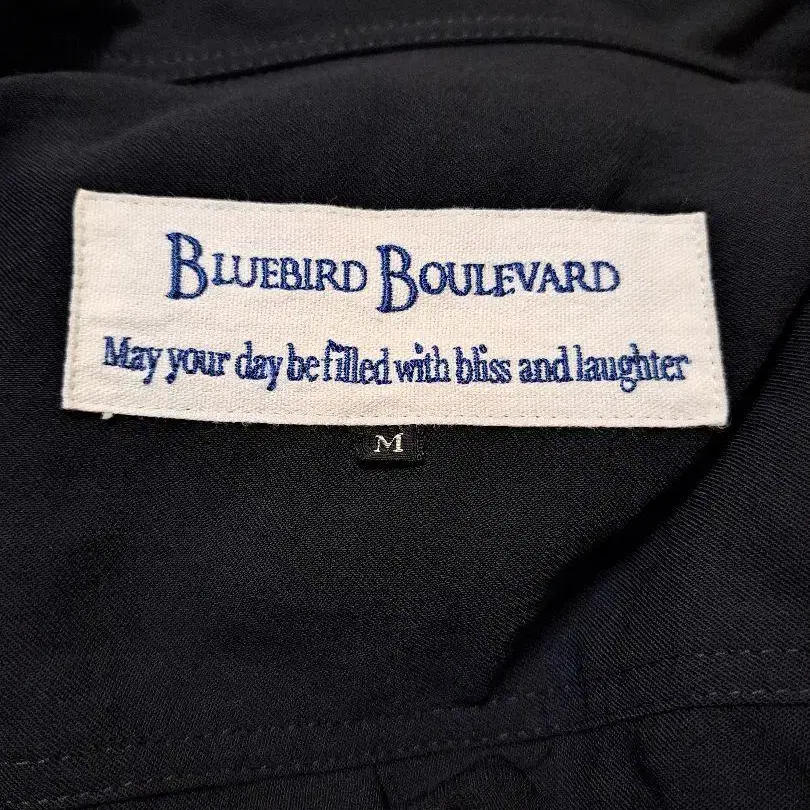 BLUEBIRD BOULEVARD
May your day be filled with bliss and laughter
M